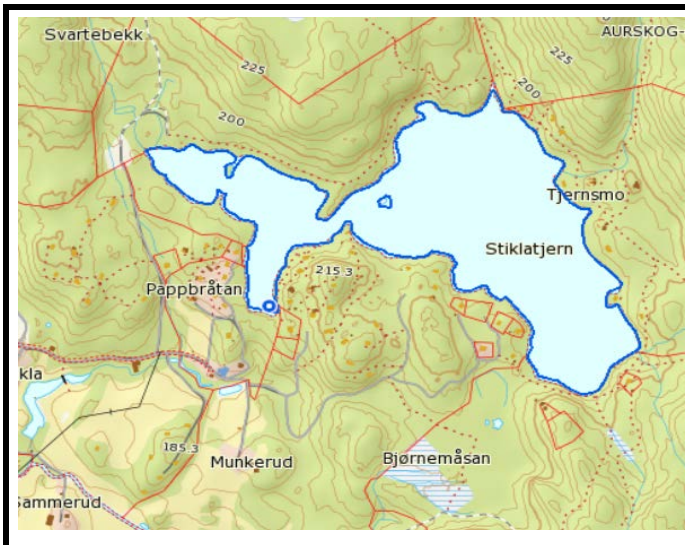 Svartebekk
AURSKOG-
225
225
200
200
Tjernsmo
Stiklatjern
215.3
Pappbråtan
kla
185.3
Munkerud
Bjørnemåsan
Sammerud